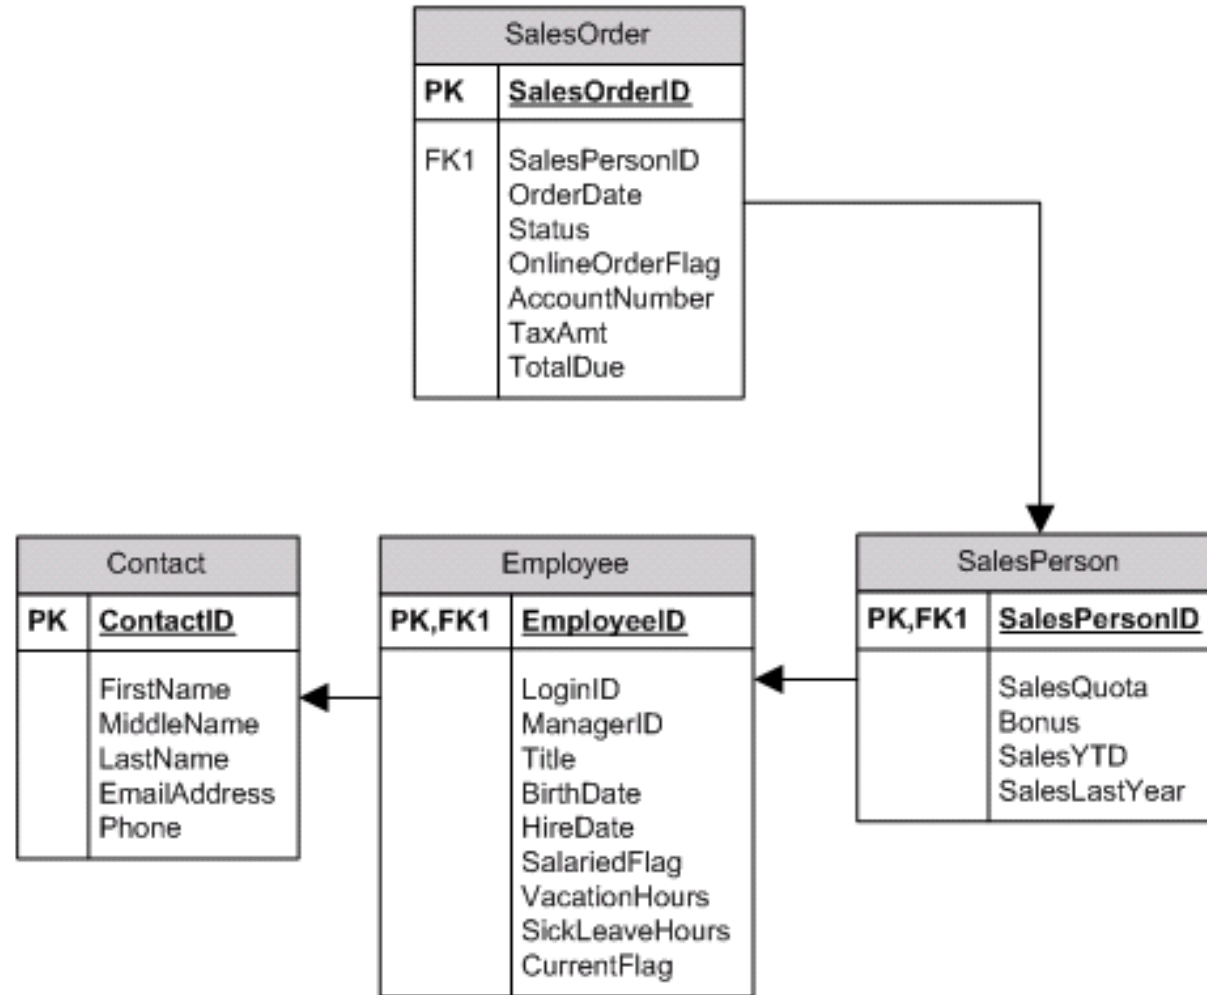 SalesOrder
PK SalesOrderID
FK1 SalesPersonID
OrderDate
Status
OnlineOrderFlag
AccountNumber
TaxAmt
TotalDue
Contact
PK ContactID
FirstName
MiddleName
LastName
EmailAddress
Phone
Employee
PK,FK1 EmployeeID
LoginID
ManagerID
Title
BirthDate
HireDate
SalariedFlag
VacationHours
SickLeaveHours
CurrentFlag
SalesPerson
PK,FK1 SalesPersonID
SalesQuota
Bonus
SalesYTD
SalesLastYear